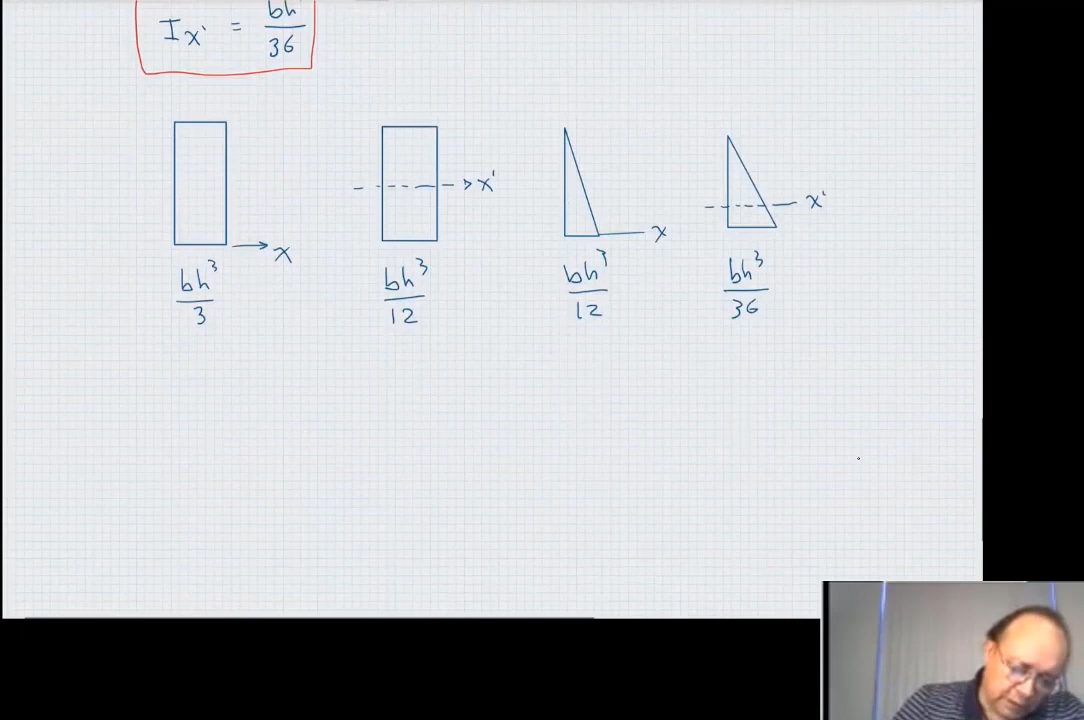 Ix' = bh/36
x
x'
x
x'
bh³/3
bh³/12
bh³/12
bh³/36